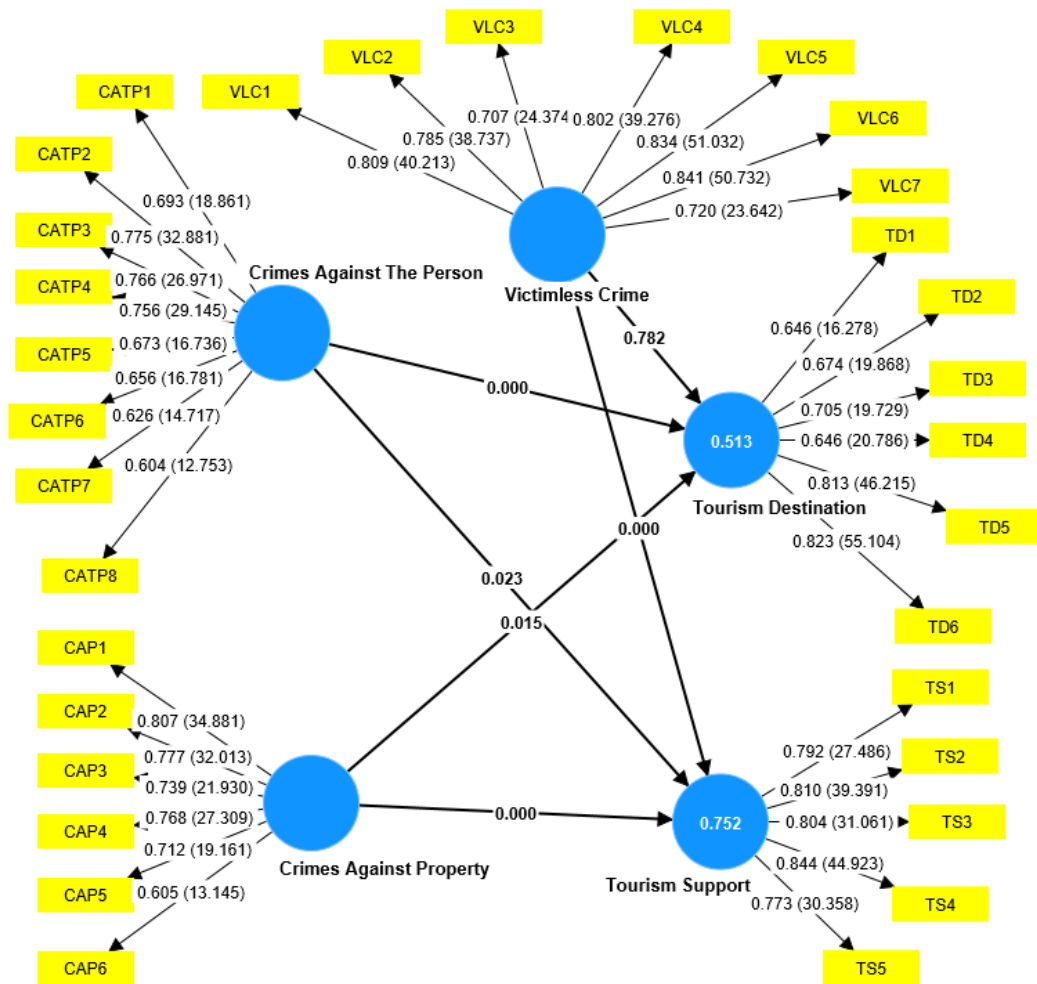 VLC3
VLC4
VLC2
VLC5
CATP1
VLC1
VLC6
CATP2
VLC7
CATP3
TD1
CATP4
TD2
CATP5
TD3
CATP6
TD4
CATP7
TD5
CATP8
TD6
0.809 (40.213)
0.785 (38.737)
0.707 (24.374
0.802 (39.276)
0.834 (51.032)
0.841 (50.732)
0.720 (23.642)
0.693 (18.861)
0.775 (32.881)
0.766 (26.971)
0.756 (29.145)
0.673 (16.736)
0.656 (16.781)
0.626 (14.717)
0.604 (12.753)
Crimes Against The Person
Victimless Crime
0.782
0.000
0.646 (16.278)
0.674 (19.868)
0.705 (19.729)
0.646 (20.786)
0.813 (46.215)
0.823 (55.104)
0.513
Tourism Destination
0.000
0.023
0.015
CAP1
CAP2
CAP3
CAP4
CAP5
CAP6
0.807 (34.881)
0.777 (32.013)
0.739 (21.930)
0.768 (27.309)
0.712 (19.161)
0.605 (13.145)
Crimes Against Property
0.000
0.752
Tourism Support
0.792 (27.486)
0.810 (39.391)
0.804 (31.061)
0.844 (44.923)
0.773 (30.358)
TS1
TS2
TS3
TS4
TS5